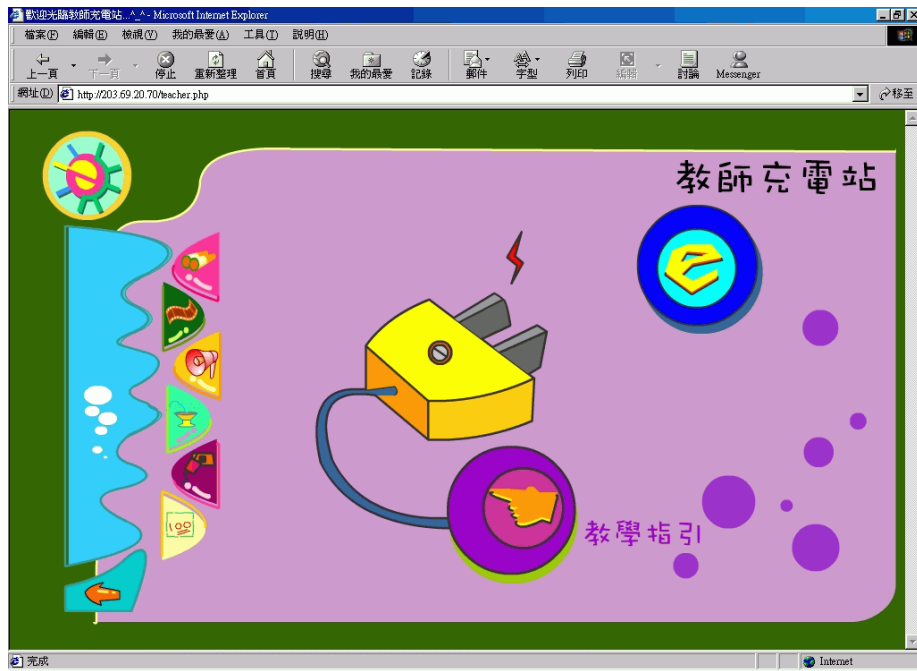 歡迎光臨教師充電站...^_^ - Microsoft Internet Explorer
檔案(F) 編輯(E) 檢視(V) 我的最愛(A) 工具(T) 說明(H)
上一頁 下一頁 停止 重新整理 首頁 搜尋 我的最愛 記錄 郵件 字型 列印 編輯 討論 Messenger
網址(D) http://203.69.20.70/teacher.php 移至
教師充電站
e
100
教學指引
完成 Internet